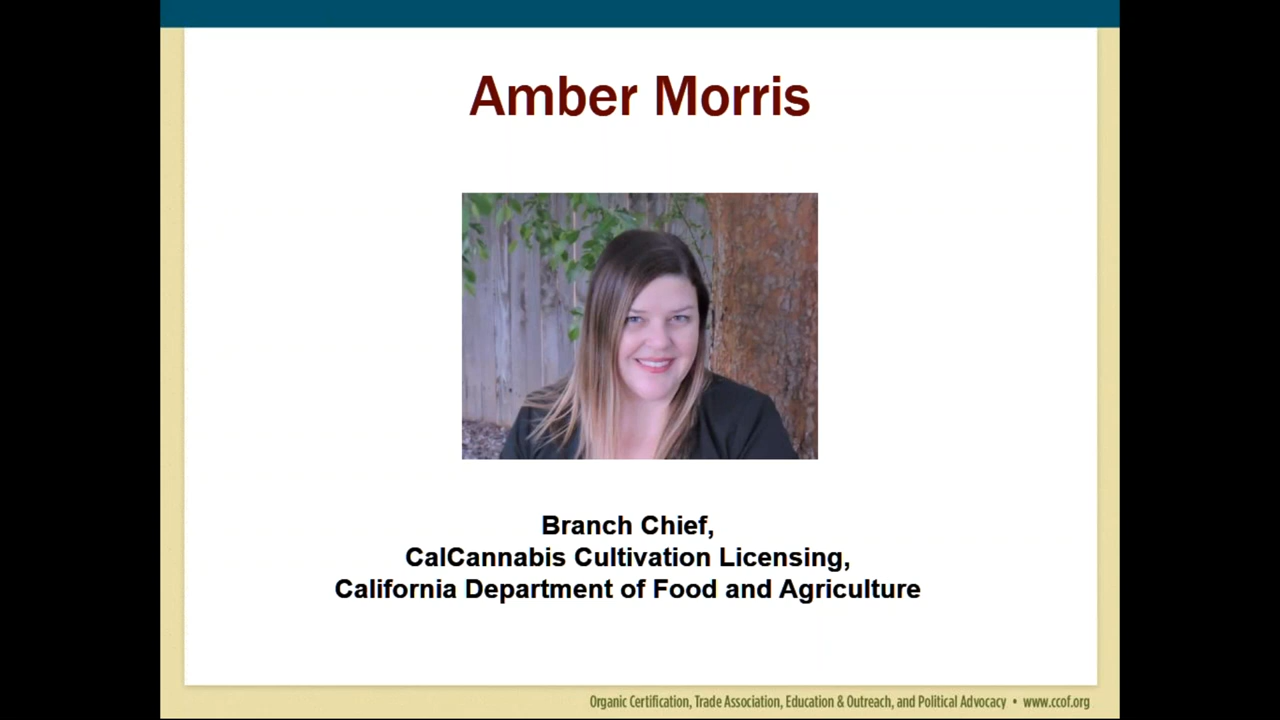 Amber Morris
Branch Chief,
CalCannabis Cultivation Licensing,
California Department of Food and Agriculture
Organic Certification, Trade Association, Education & Outreach, and Political Advocacy • www.ccof.org